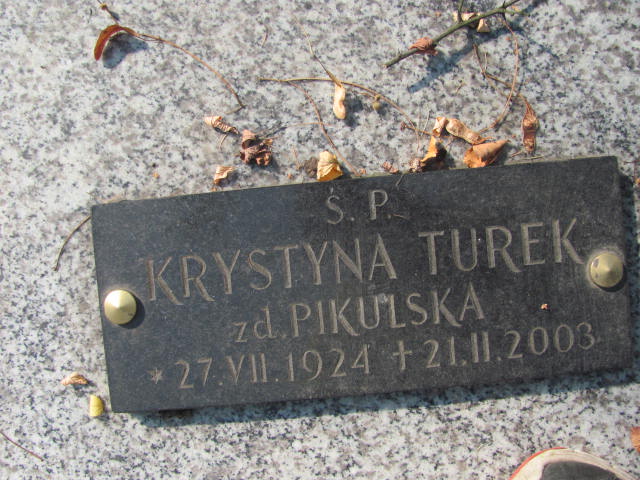 Ś. P.
KRYSTYNA TUREK
zd. PIKULSKA
* 27.VII.1924 + 21.II.2003